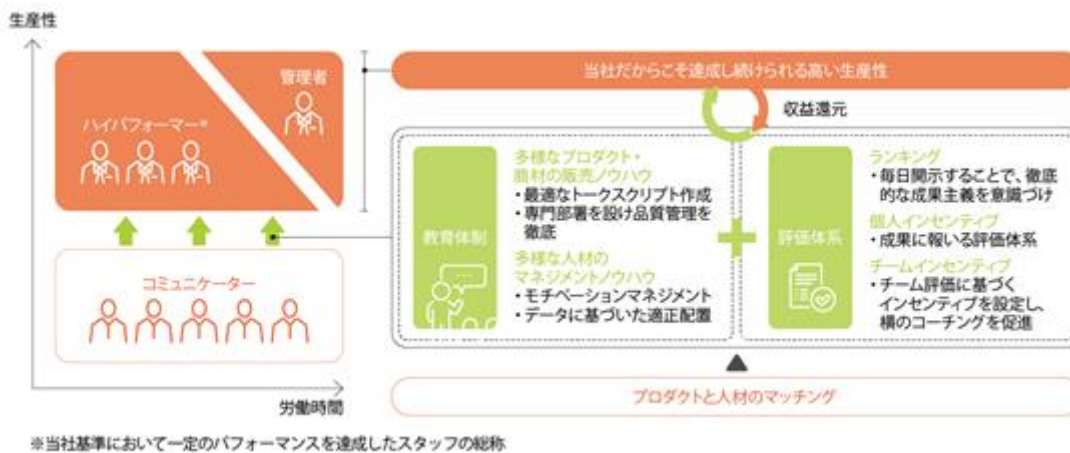 生産性
管理者
ハイパフォーマー※
コミュニケーター
労働時間
当社だからこそ達成し続けられる高い生産性
収益還元
教育体制
多様なプロダクト・
商材の販売ノウハウ
・最適なトークスクリプト作成
・専門部署を設け品質管理を
徹底
多様な人材の
マネジメントノウハウ
・モチベーションマネジメント
・データに基づいた適正配置
評価体系
ランキング
・毎日開示することで、徹底
的な成果主義を意識づけ
個人インセンティブ
・成果に報いる評価体系
チームインセンティブ
・チーム評価に基づく
インセンティブを設定し、
横のコーチングを促進
プロダクトと人材のマッチング
※当社基準において一定のパフォーマンスを達成したスタッフの総称